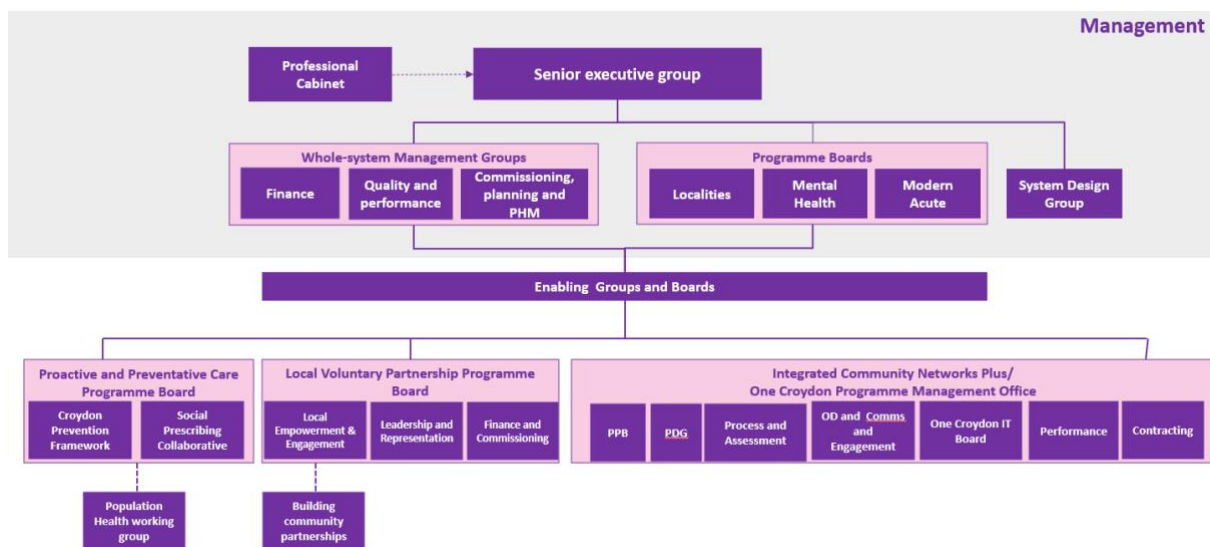 Management
Professional
Cabinet
Senior executive group
Whole-system Management Groups
Finance
Quality and
performance
Commissioning,
planning and
PHM
Programme Boards
Localities
Mental
Health
Modern
Acute
System Design
Group
Enabling Groups and Boards
Proactive and Preventative Care
Programme Board
Croydon
Prevention
Framework
Social
Prescribing
Collaborative
Local Voluntary Partnership Programme
Board
Local
Empowerment &
Engagement
Leadership and
Representation
Finance and
Commissioning
Integrated Community Networks Plus/
One Croydon Programme Management Office
PPB
PDG
Process and
Assessment
OD and Comms
and
Engagement
One Croydon IT
Board
Performance
Contracting
Population
Health working
group
Building
community
partnerships